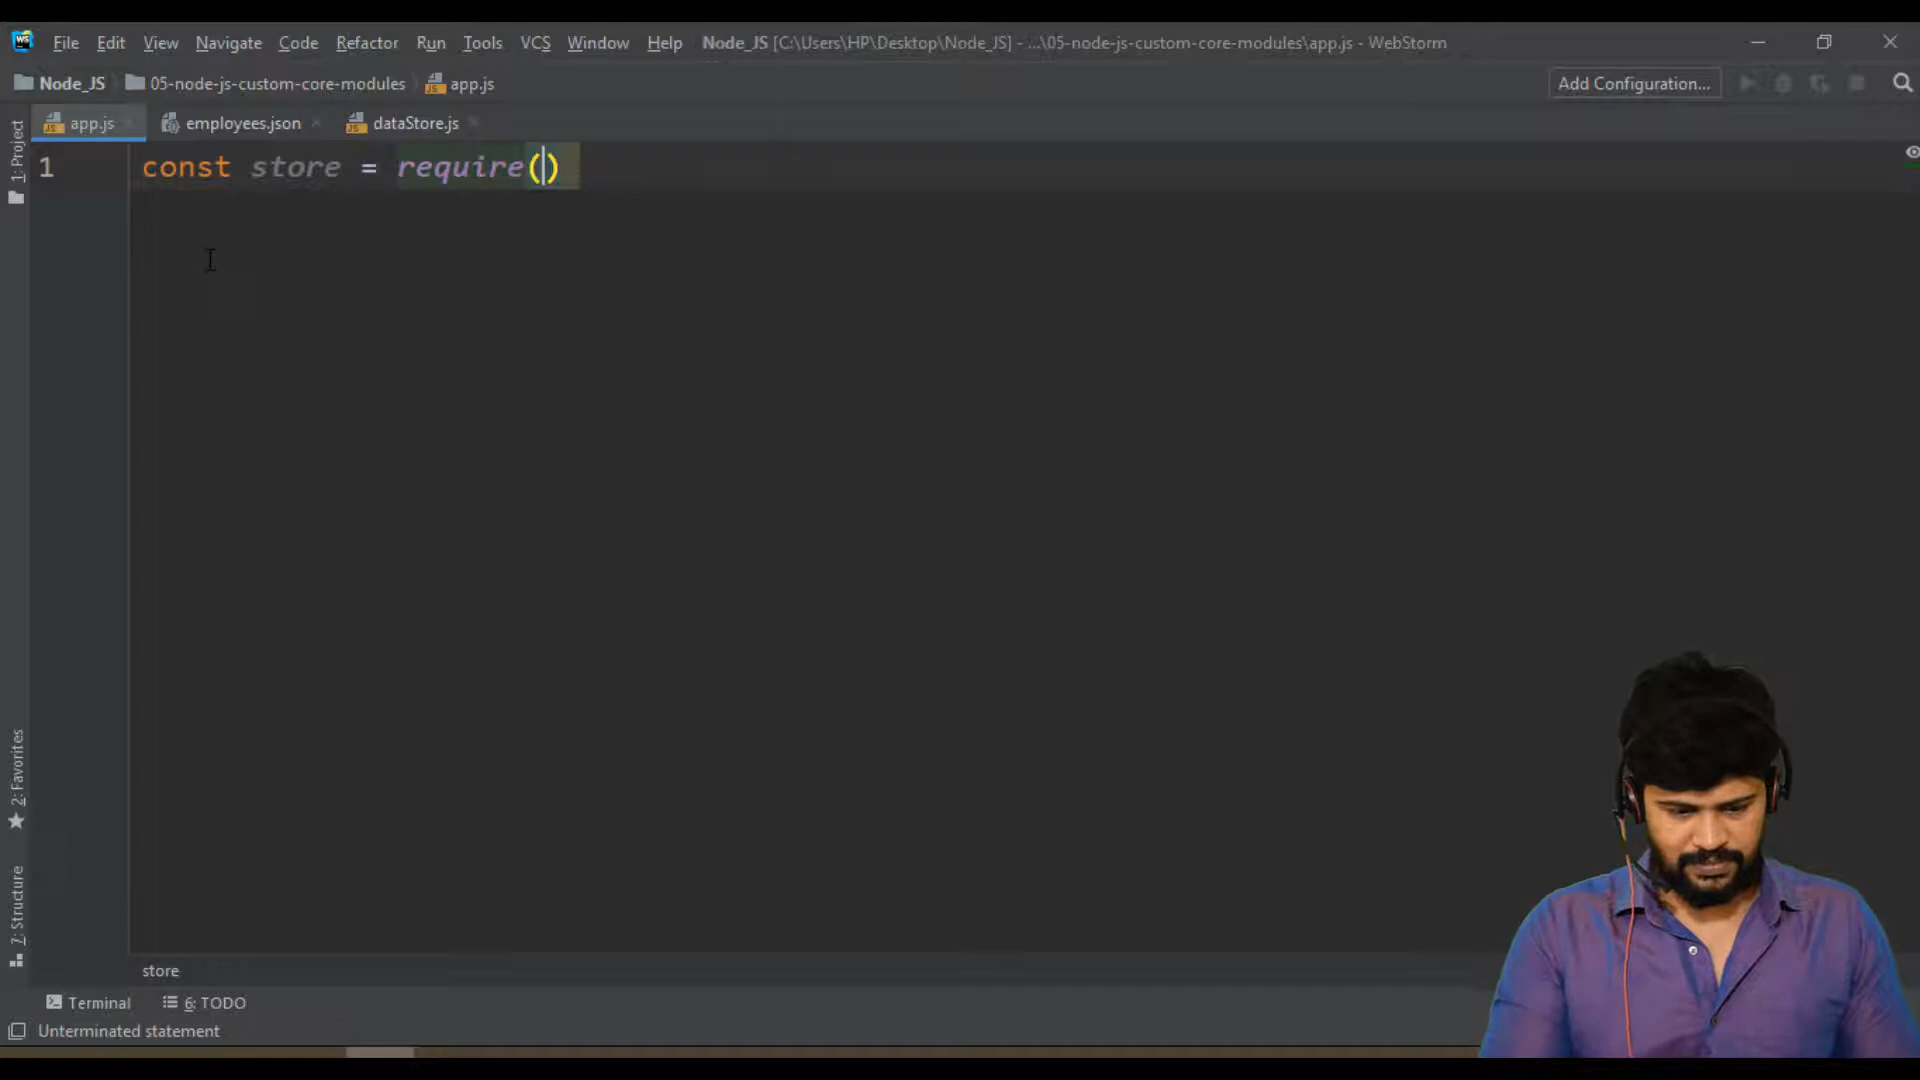 WS File Edit View Navigate Code Refactor Run Tools VCS Window Help Node_JS [C:\Users\HP\Desktop\Node_JS] - ...\05-node-js-custom-core-modules\app.js - WebStorm
Node_JS 05-node-js-custom-core-modules app.js Add Configuration...
app.js employees.json dataStore.js
1: Project
1 const store = require()
2: Favorites
7: Structure
store
Terminal 6: TODO
Unterminated statement